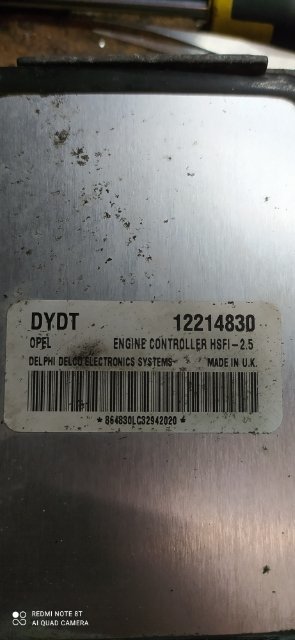 DYDT 12214830
OPEL ENGINE CONTROLLER HSFI-2.5
DELPHI DELCO ELECTRONICS SYSTEMS MADE IN U.K.
*864830LC32942020*
REDMI NOTE 8T
AI QUAD CAMERA